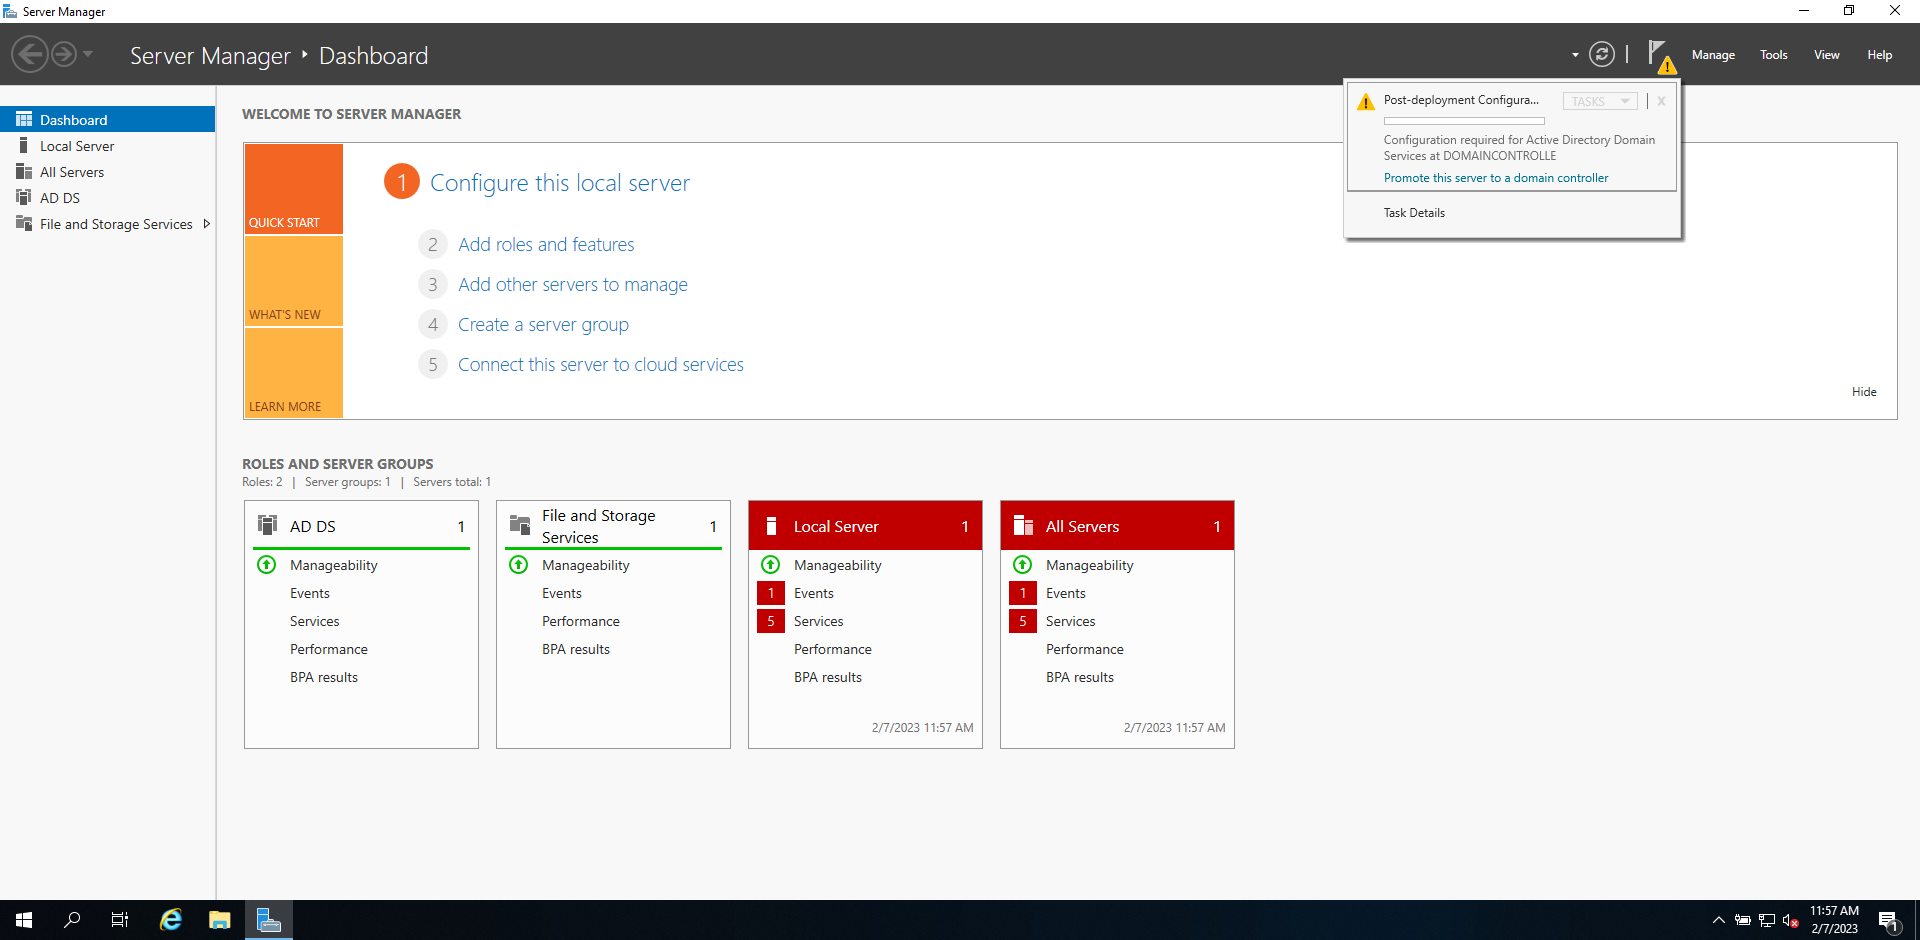 Server Manager
Server Manager ‣ Dashboard
Manage Tools View Help
Dashboard
Local Server
All Servers
AD DS
File and Storage Services
WELCOME TO SERVER MANAGER
QUICK START
WHAT'S NEW
LEARN MORE
1 Configure this local server
2 Add roles and features
3 Add other servers to manage
4 Create a server group
5 Connect this server to cloud services
Hide
Post-deployment Configura... TASKS X
Configuration required for Active Directory Domain
Services at DOMAINCONTROLLE
Promote this server to a domain controller
Task Details
ROLES AND SERVER GROUPS
Roles: 2 | Server groups: 1 | Servers total: 1
AD DS 1
Manageability
Events
Services
Performance
BPA results
File and Storage
Services 1
Manageability
Events
Performance
BPA results
Local Server 1
Manageability
1 Events
5 Services
Performance
BPA results
2/7/2023 11:57 AM
All Servers 1
Manageability
1 Events
5 Services
Performance
BPA results
2/7/2023 11:57 AM
11:57 AM
2/7/2023
1